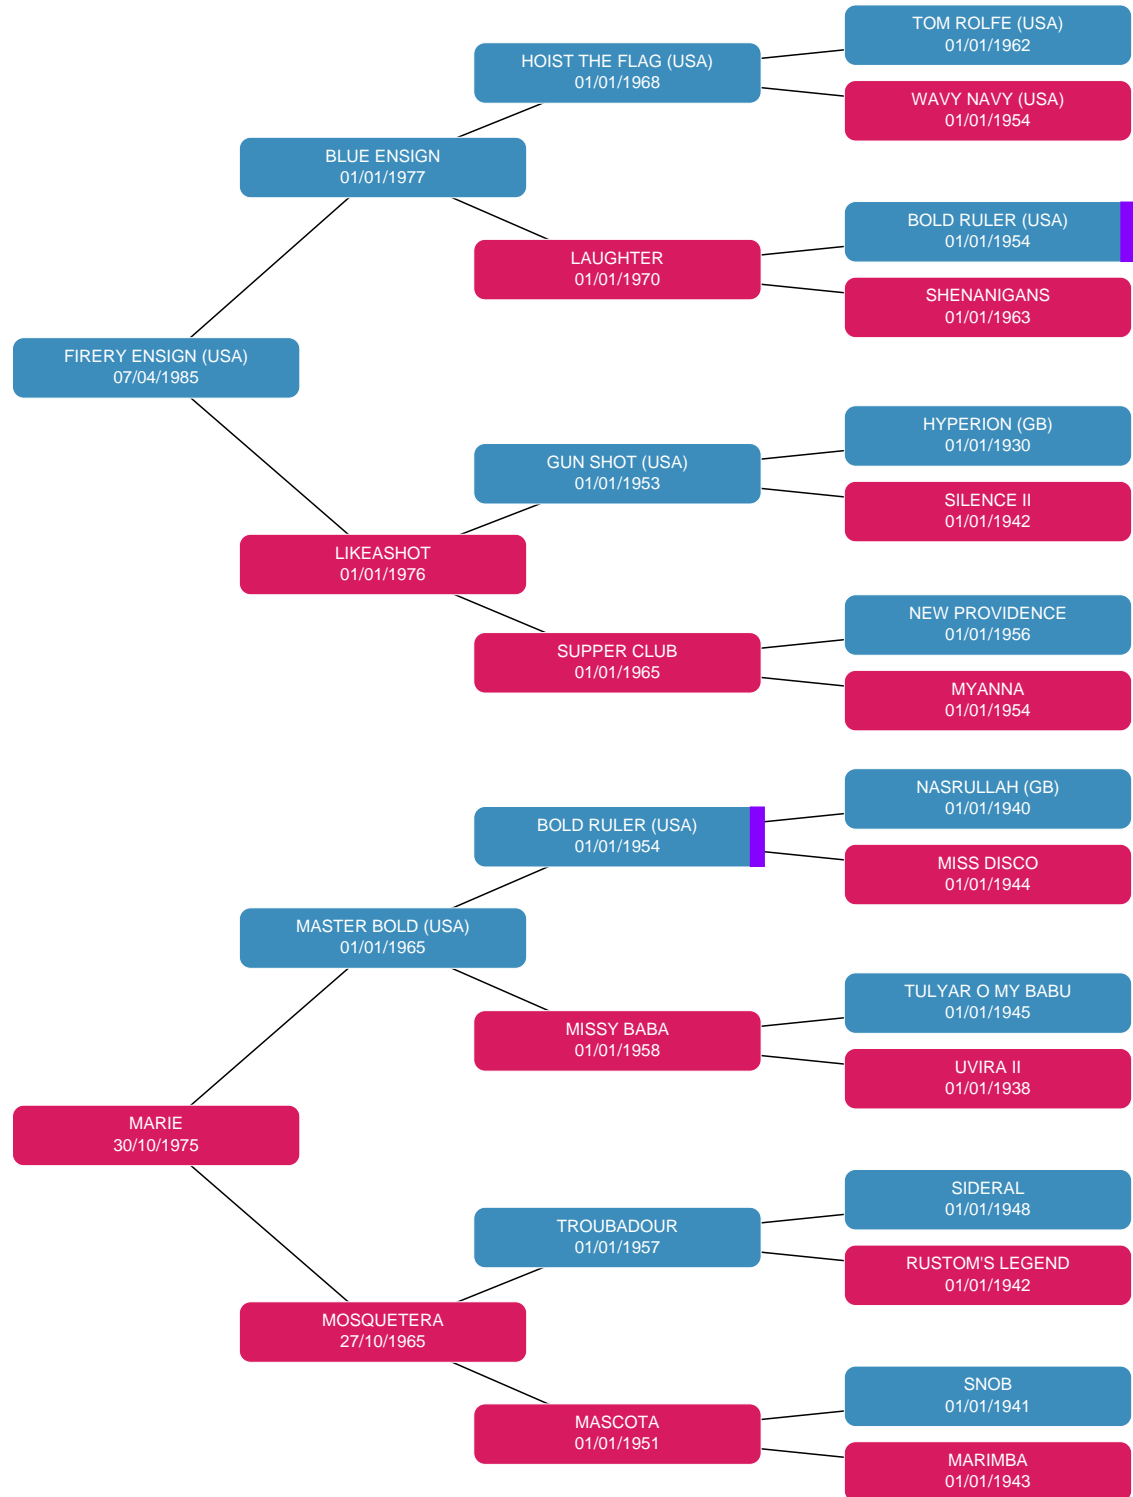 TOM ROLFE (USA)
01/01/1962
HOIST THE FLAG (USA)
01/01/1968
WAVY NAVY (USA)
01/01/1954
BLUE ENSIGN
01/01/1977
BOLD RULER (USA)
01/01/1954
LAUGHTER
01/01/1970
SHENANIGANS
01/01/1963
FIRERY ENSIGN (USA)
07/04/1985
HYPERION (GB)
01/01/1930
GUN SHOT (USA)
01/01/1953
SILENCE II
01/01/1942
LIKEASHOT
01/01/1976
NEW PROVIDENCE
01/01/1956
SUPPER CLUB
01/01/1965
MYANNA
01/01/1954
NASRULLAH (GB)
01/01/1940
BOLD RULER (USA)
01/01/1954
MISS DISCO
01/01/1944
MASTER BOLD (USA)
01/01/1965
TULYAR O MY BABU
01/01/1945
MISSY BABA
01/01/1958
UVIRA II
01/01/1938
MARIE
30/10/1975
SIDERAL
01/01/1948
TROUBADOUR
01/01/1957
RUSTOM'S LEGEND
01/01/1942
MOSQUETERA
27/10/1965
SNOB
01/01/1941
MASCOTA
01/01/1951
MARIMBA
01/01/1943